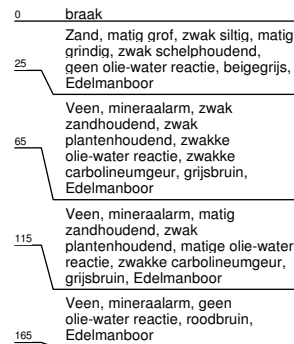 0 braak
Zand, matig grof, zwak siltig, matig
grindig, zwak schelphoudend,
25 geen olie-water reactie, beigegrijs,
Edelmanboor
Veen, mineraalarm, zwak
zandhoudend, zwak
65 plantenhoudend, zwakke
olie-water reactie, zwakke
carbolineumgeur, grijsbruin,
Edelmanboor
Veen, mineraalarm, matig
zandhoudend, zwak
115 plantenhoudend, matige olie-water
reactie, zwakke carbolineumgeur,
grijsbruin, Edelmanboor
Veen, mineraalarm, geen
olie-water reactie, roodbruin,
165 Edelmanboor